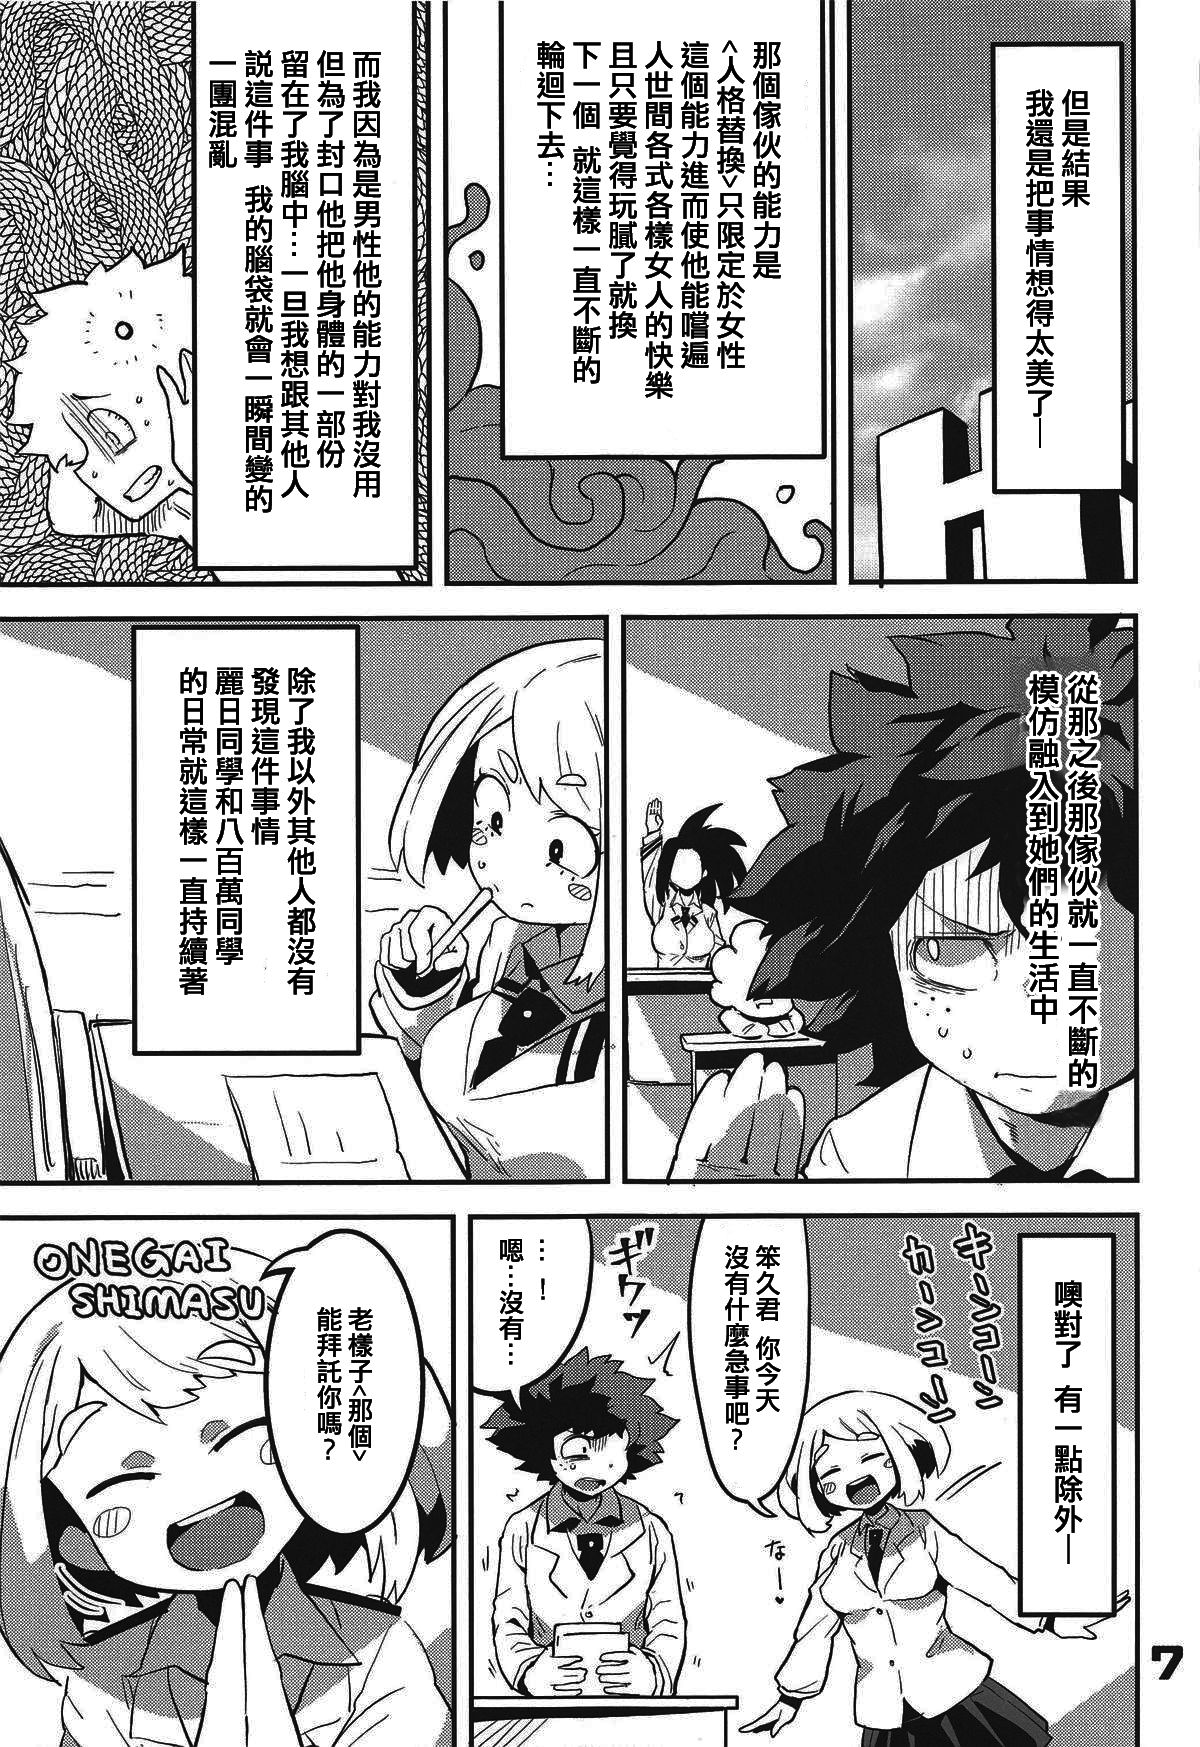 但是結果
我還是把事情想得太美了—
那個傢伙的能力是
<人格替換>只限定於女性
這個能力進而使他能嚐遍
人世間各式各樣女人的快樂
且只要覺得玩膩了就換
下一個 就這樣一直不斷的
輪迴下去…
而我因為是男性他的能力對我沒用
但為了封口他把他身體的一部份
留在了我腦中…一旦我想跟其他人
説這件事 我的腦袋就會一瞬間變的
一團混亂
從那之後那傢伙就一直不斷的
模仿融入到她們的生活中
除了我以外其他人都沒有
發現這件事情
麗日同學和八百萬同學
的日常就這樣一直持續著
噢對了 有一點除外—
キーンコーン
カーンコーン
笨久君 你今天
沒有什麼急事吧?
なー♥
ギクッ
…!
嗯…沒有…
老樣子<那個>
能拜託你嗎?
ONEGAI
SHIMASU
7